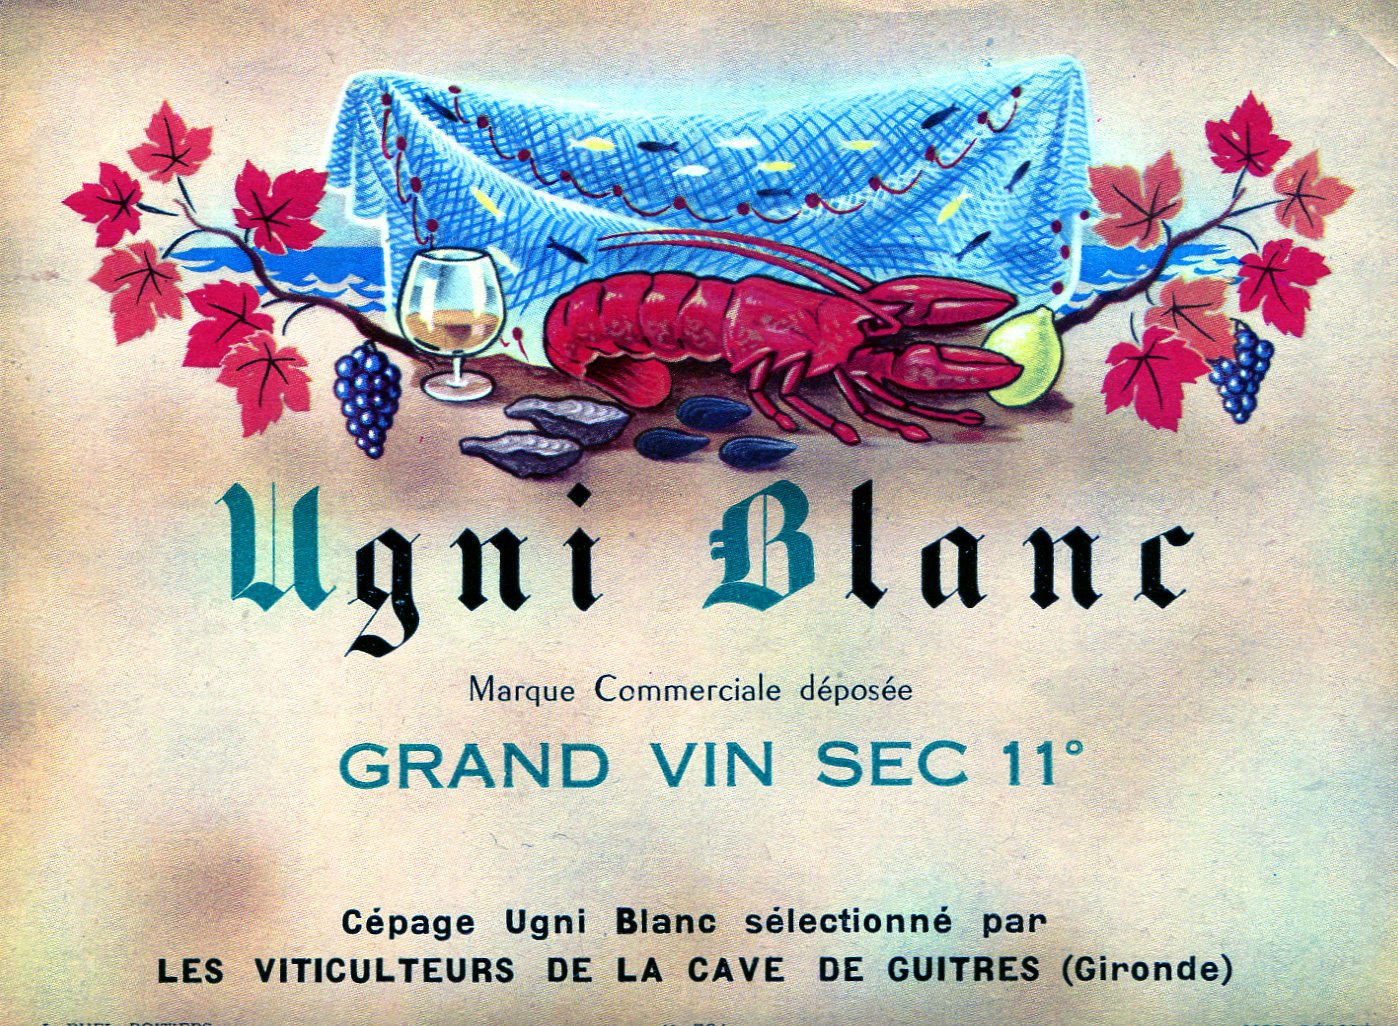 Ugni Blanc
Marque Commerciale déposée
GRAND VIN SEC 11°
Cépage Ugni Blanc sélectionné par
LES VITICULTEURS DE LA CAVE DE GUITRES (Gironde)